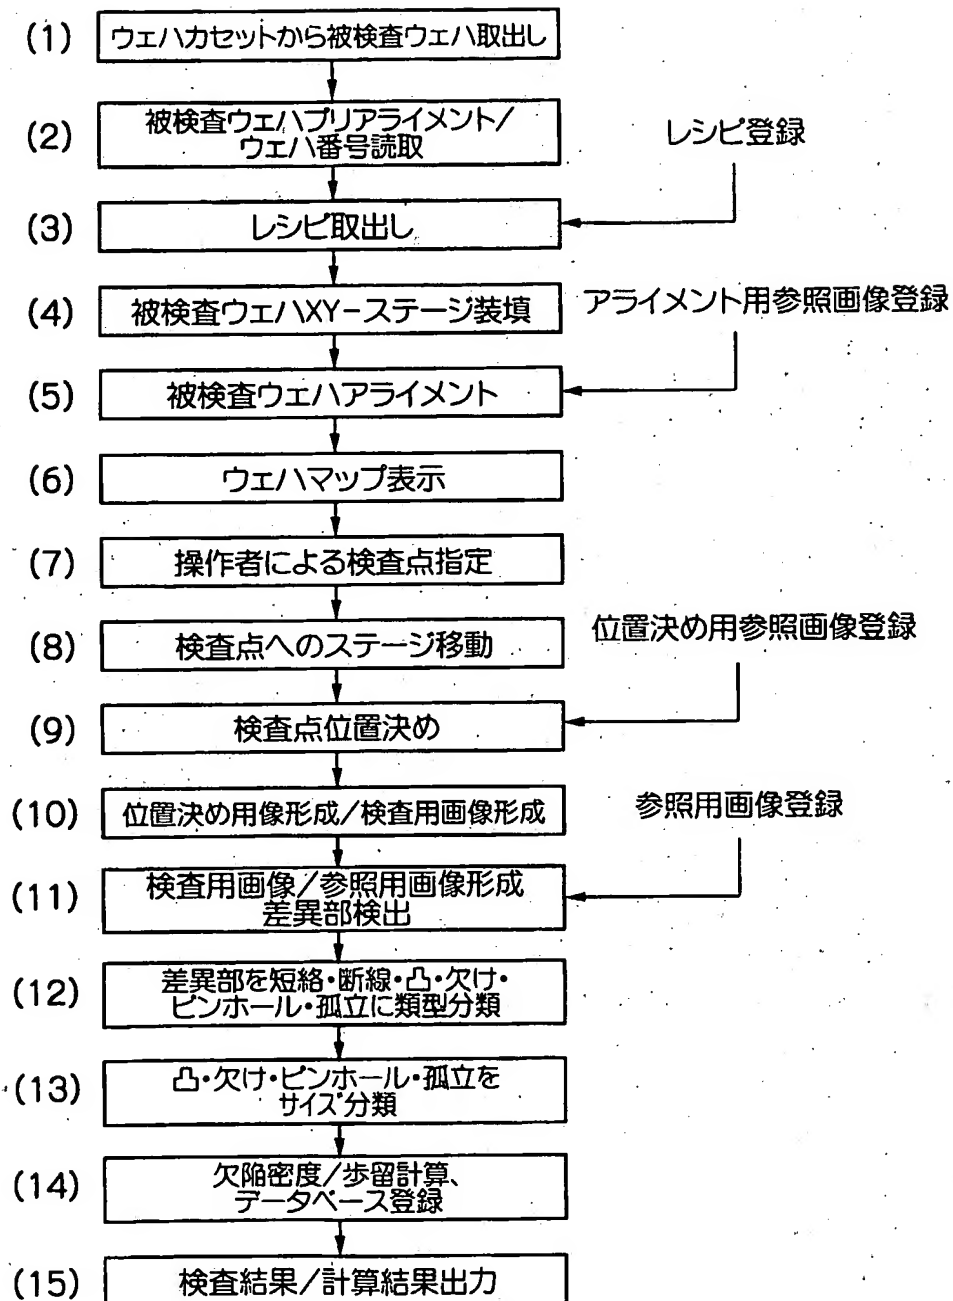 (1) ウェハカセットから被検査ウェハ取出し
(2) 被検査ウェハプリアライメント/
ウェハ番号読取
レシピ登録
(3) レシピ取出し
(4) 被検査ウェハXY-ステージ装填
アライメント用参照画像登録
(5) 被検査ウェハアライメント
(6) ウェハマップ表示
(7) 操作者による検査点指定
(8) 検査点へのステージ移動
位置決め用参照画像登録
(9) 検査点位置決め
(10) 位置決め用像形成/検査用画像形成
参照用画像登録
(11) 検査用画像/参照用画像形成
差異部検出
(12) 差異部を短絡・断線・凸・欠け・
ピンホール・孤立に類型分類
(13) 凸・欠け・ピンホール・孤立を
サイズ分類
(14) 欠陥密度/歩留計算、
データベース登録
(15) 検査結果/計算結果出力